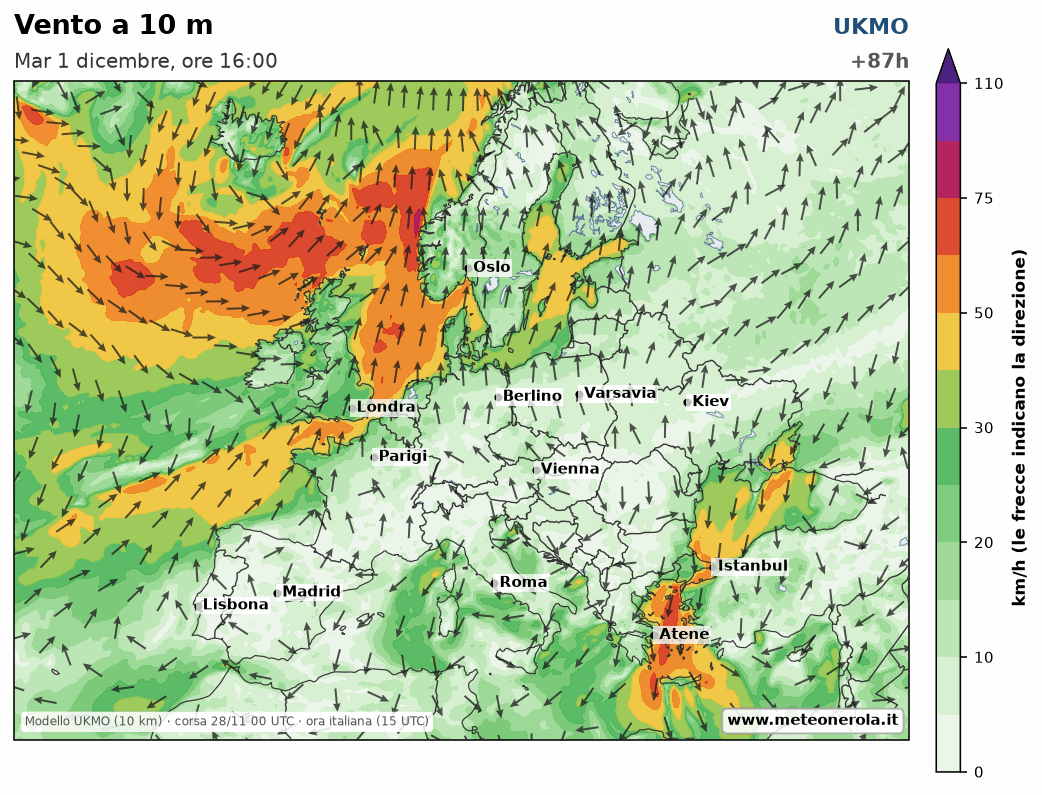 Vento a 10 m
UKMO
Mar 1 dicembre, ore 16:00
+87h
110
75
50
30
20
10
0
km/h (le frecce indicano la direzione)
Oslo
Berlino
Varsavia
Kiev
Londra
Parigi
Vienna
Istanbul
Roma
Madrid
Lisbona
Atene
Modello UKMO (10 km) · corsa 28/11 00 UTC · ora italiana (15 UTC)
www.meteonerola.it